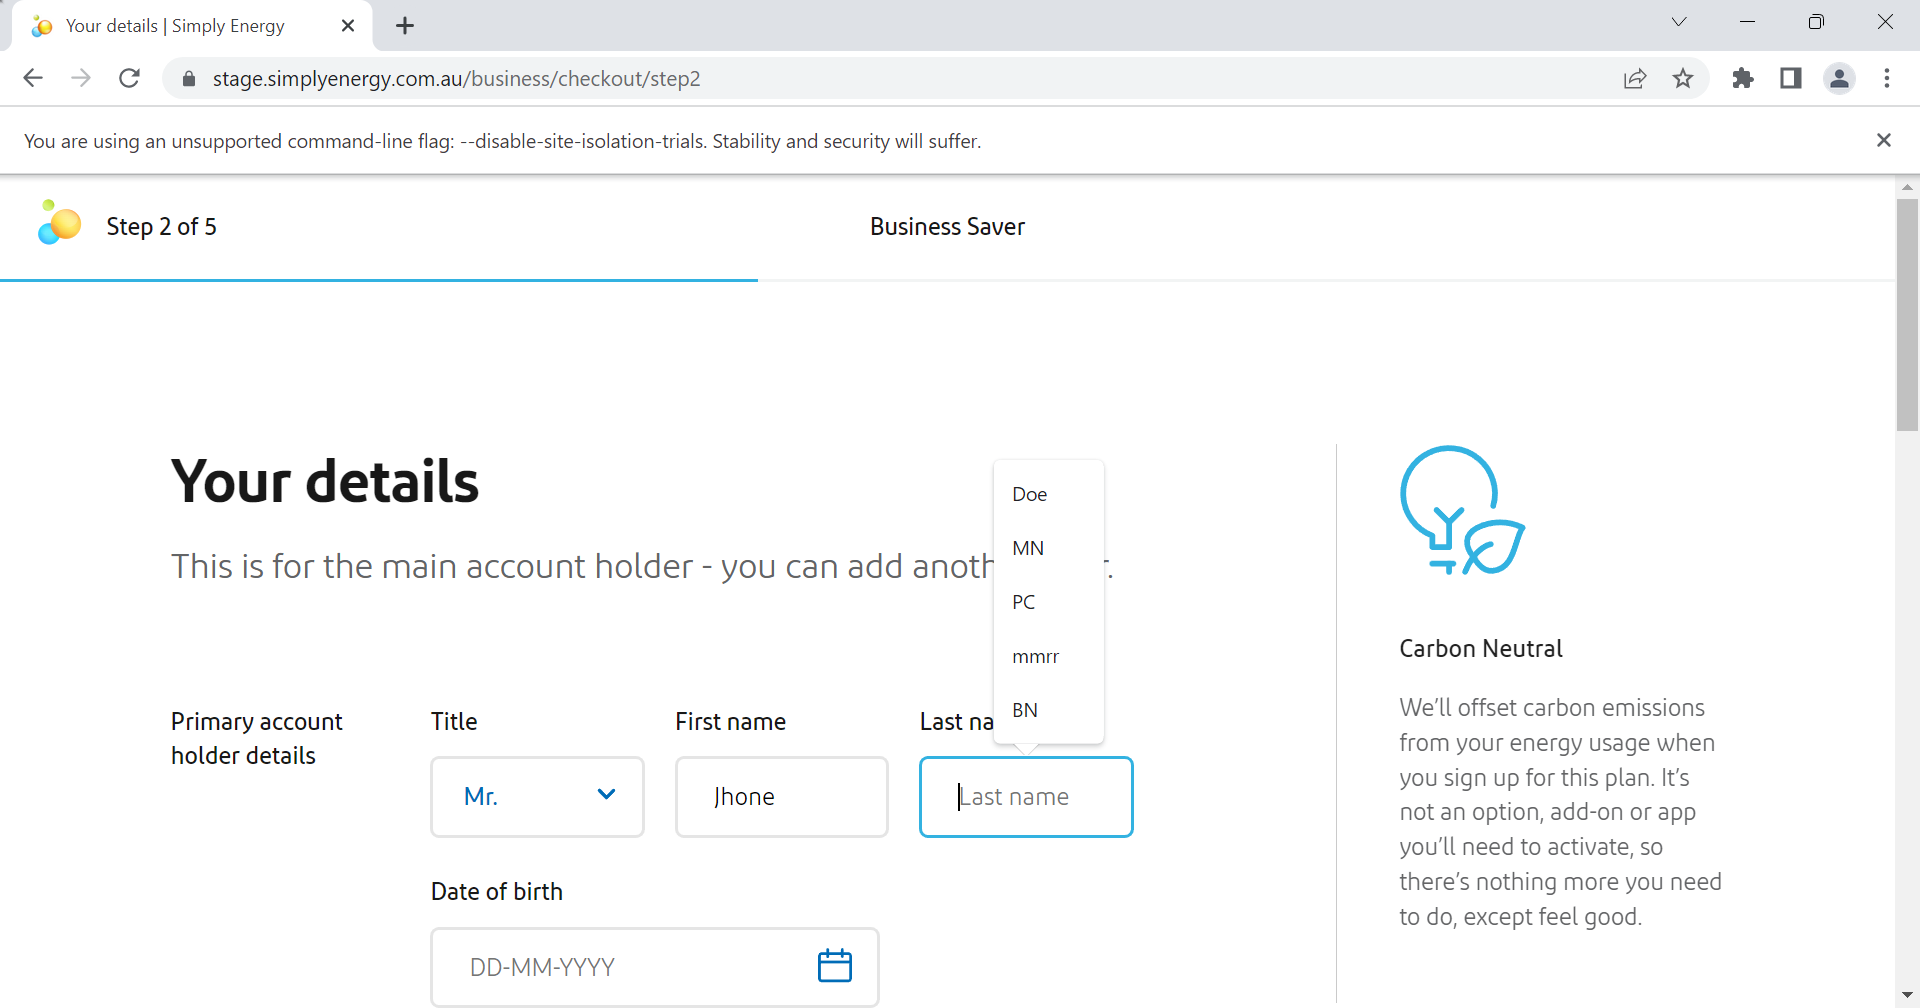 Your details | Simply Energy
stage.simplyenergy.com.au/business/checkout/step2
You are using an unsupported command-line flag: --disable-site-isolation-trials. Stability and security will suffer.
Step 2 of 5
Business Saver
Your details
This is for the main account holder - you can add anoth r.
Doe
MN
PC
mmrr
BN
Primary account
holder details
Title
First name
Last na
Mr.
Jhone
Last name
Date of birth
DD-MM-YYYY
Carbon Neutral
We'll offset carbon emissions
from your energy usage when
you sign up for this plan. It's
not an option, add-on or app
you'll need to activate, so
there's nothing more you need
to do, except feel good.